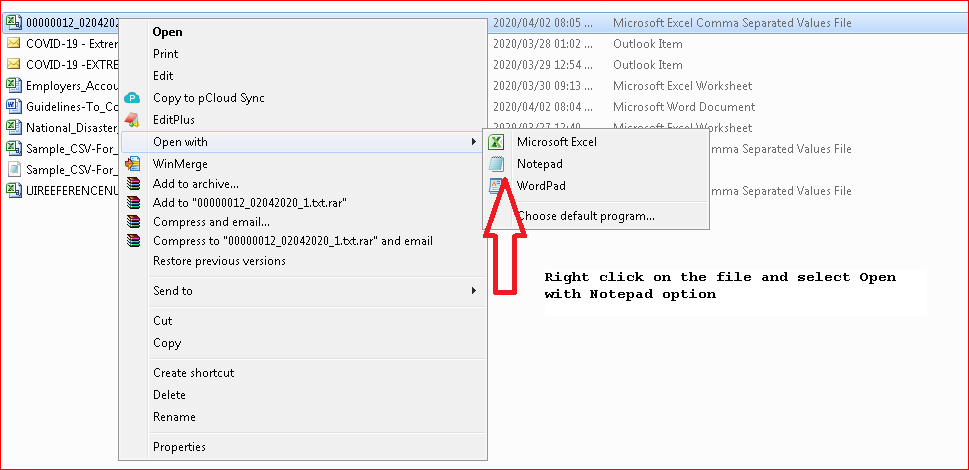 00000012_020420 2020/04/02 08:05 ... Microsoft Excel Comma Separated Values File
COVID-19 - Extrem 2020/03/28 01:02 ... Outlook Item
COVID-19 -EXTRE 2020/03/29 12:54 ... Outlook Item
Employers_Accou 2020/03/30 09:13 ... Microsoft Excel Worksheet
Guidelines-To_Co 2020/04/02 08:04 ... Microsoft Word Document
National_Disaster_ 2020/03/27 12:40 Microsoft Excel Worksheet
Sample_CSV-For_ Comma Separated Values File
Sample_CSV-For_
UIREEFERENCENU Comma Separated Values File
Open
Print
Edit
Copy to pCloud Sync
EditPlus
Open with
WinMerge
Add to archive...
Add to "00000012_02042020_1.txt.rar"
Compress and email...
Compress to "00000012_02042020_1.txt.rar" and email
Restore previous versions
Send to
Cut
Copy
Create shortcut
Delete
Rename
Properties
Microsoft Excel
Notepad
WordPad
Choose default program...
Right click on the file and select Open
with Notepad option